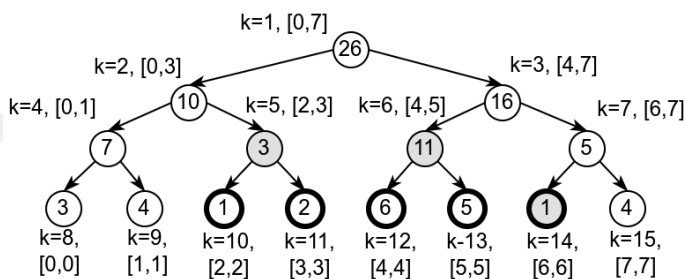 k=1, [0,7]
26
k=2, [0,3]
k=3, [4,7]
10
16
k=4, [0,1]
k=5, [2,3]
k=6, [4,5]
k=7, [6,7]
7
3
11
5
3
4
1
2
6
5
1
4
k=8,
[0,0]
k=9,
[1,1]
k=10,
[2,2]
k=11,
[3,3]
k=12,
[4,4]
k-13,
[5,5]
k=14,
[6,6]
k=15,
[7,7]